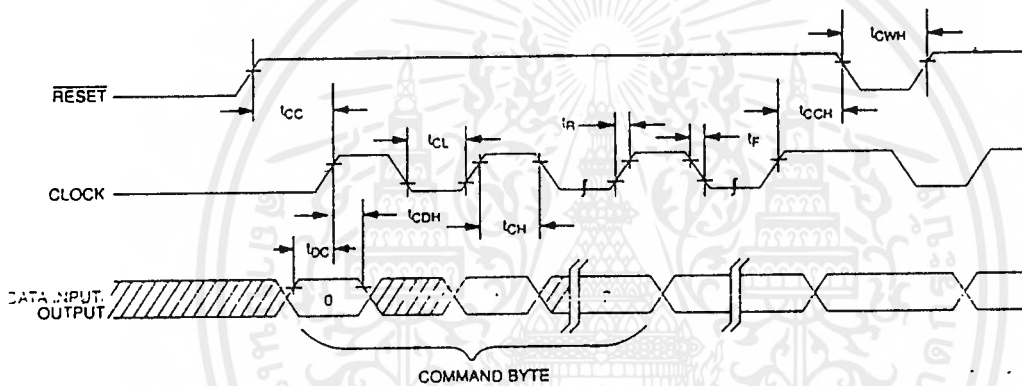 tCWH
RESET
tCC
tCL
tR
tF
tCCH
CLOCK
tCDH
tCH
tDC
DATA INPUT/
OUTPUT
0
COMMAND BYTE